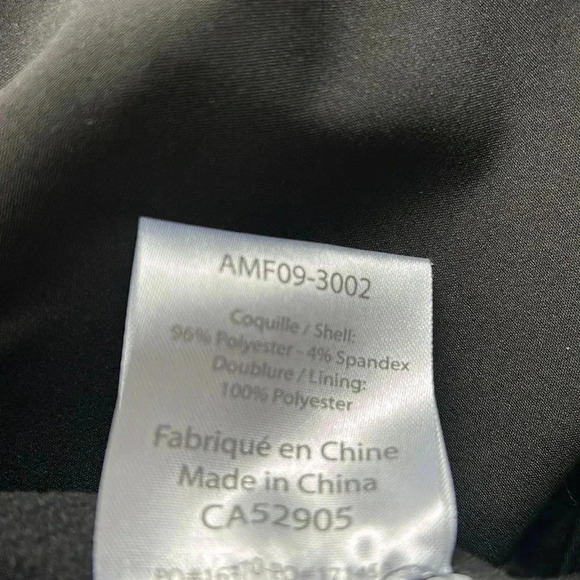 AMF09-3002
Coquille / Shell:
96% Polyester - 4% Spandex
Doublure / Lining:
100% Polyester
Fabriqué en Chine
Made in China
CA52905